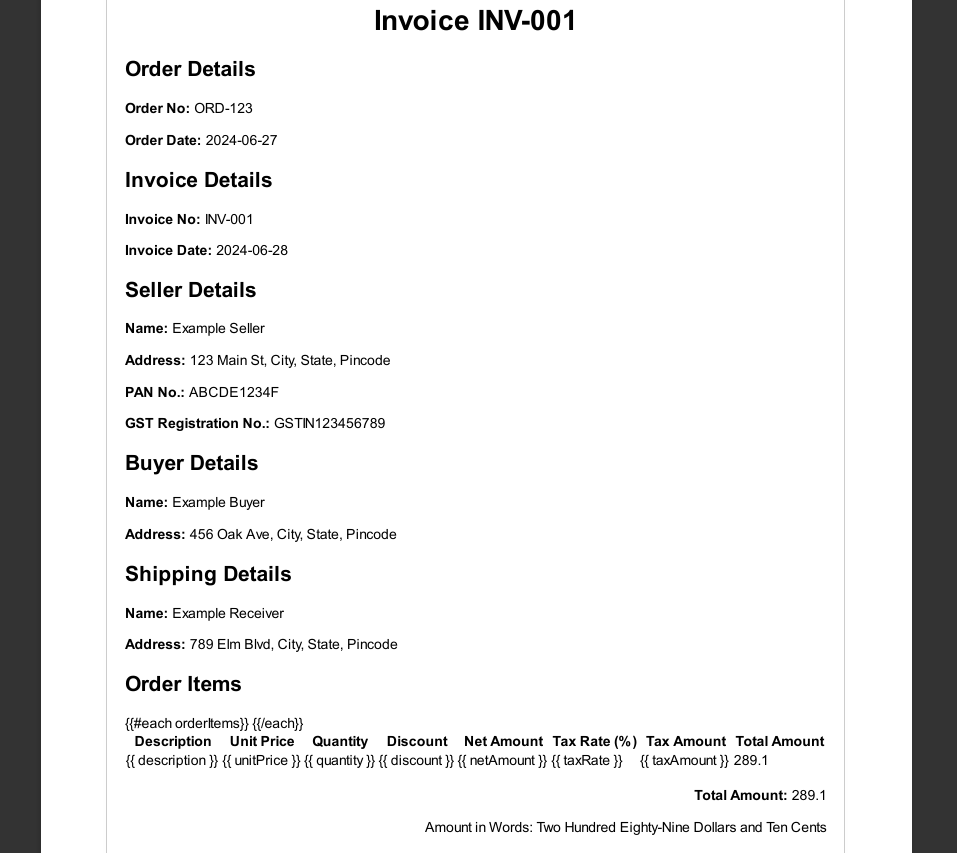 Invoice INV-001
Order Details
Order No: ORD-123
Order Date: 2024-06-27
Invoice Details
Invoice No: INV-001
Invoice Date: 2024-06-28
Seller Details
Name: Example Seller
Address: 123 Main St, City, State, Pincode
PAN No.: ABCDE1234F
GST Registration No.: GSTIN123456789
Buyer Details
Name: Example Buyer
Address: 456 Oak Ave, City, State, Pincode
Shipping Details
Name: Example Receiver
Address: 789 Elm Blvd, City, State, Pincode
Order Items
{{#each orderItems}} {{/each}}
Description Unit Price Quantity Discount Net Amount Tax Rate (%) Tax Amount Total Amount
{{ description }} {{ unitPrice }} {{ quantity }} {{ discount }} {{ netAmount }} {{ taxRate }} {{ taxAmount }} 289.1
Total Amount: 289.1
Amount in Words: Two Hundred Eighty-Nine Dollars and Ten Cents